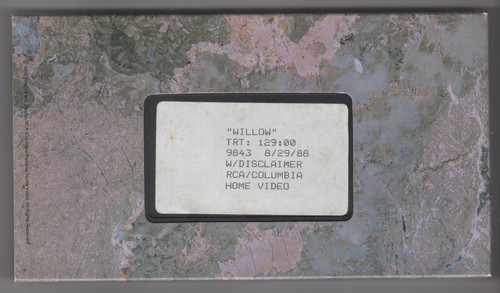 "WILLOW"
TRT: 129:00
9843 8/29/88
W/DISCLAIMER
RCA/COLUMBIA
HOME VIDEO